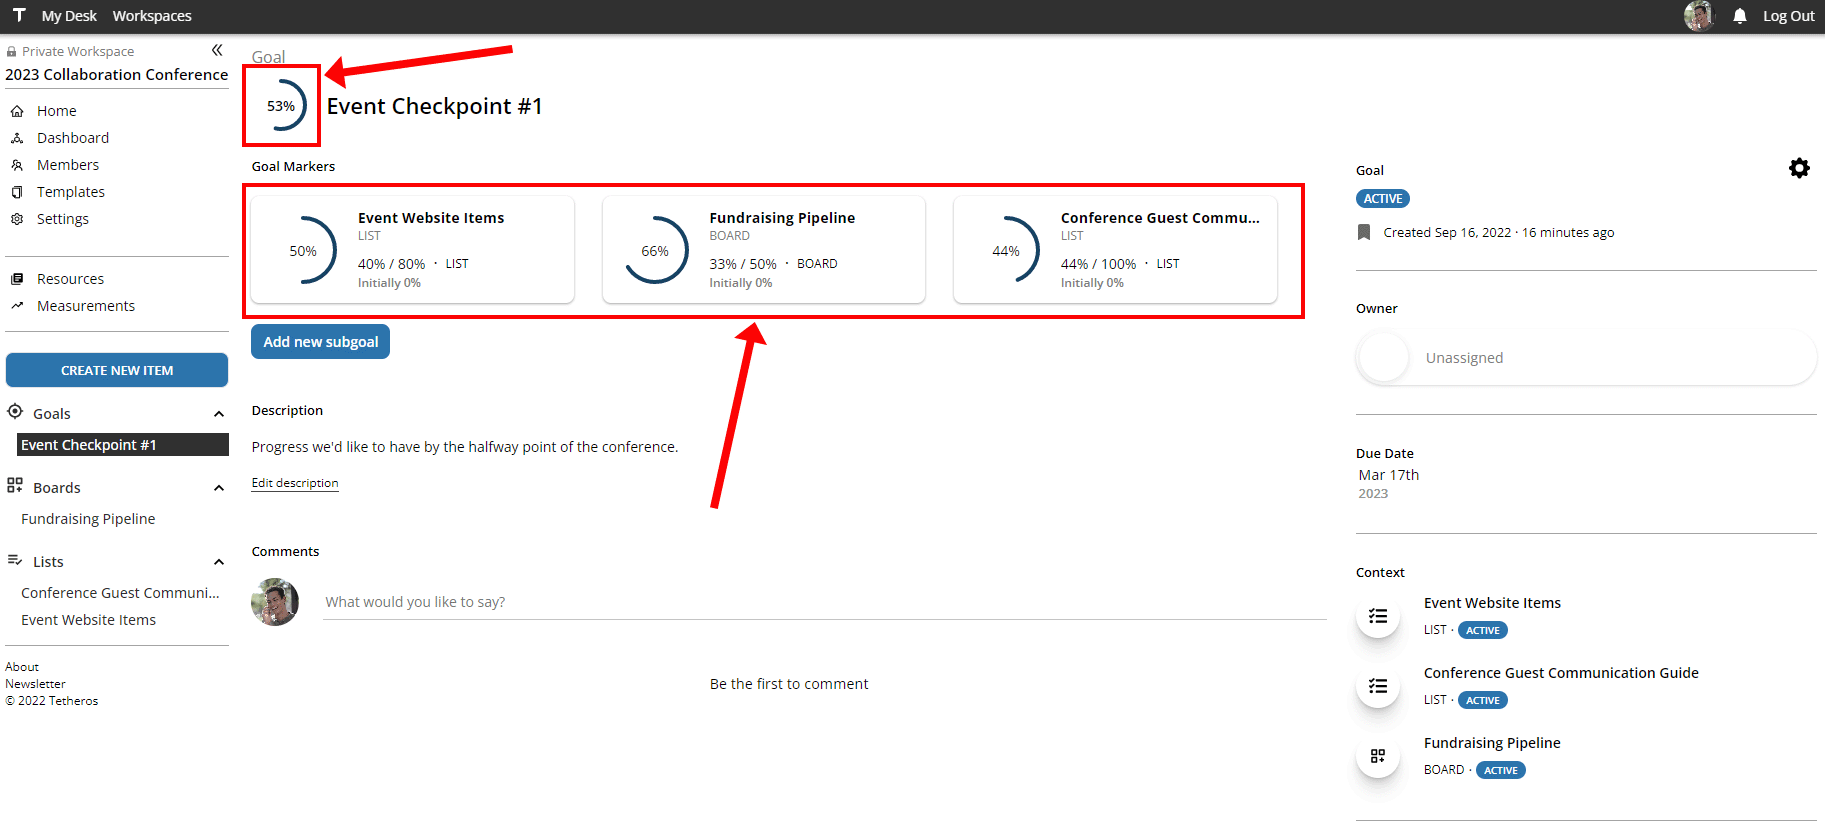 T My Desk Workspaces Log Out
Private Workspace
2023 Collaboration Conference
Home
Dashboard
Members
Templates
Settings
Resources
Measurements
CREATE NEW ITEM
Goals
Event Checkpoint #1
Boards
Fundraising Pipeline
Lists
Conference Guest Communi...
Event Website Items
About
Newsletter
© 2022 Tetheros
Goal
53%
Event Checkpoint #1
Goal Markers
50%
Event Website Items
LIST
40% / 80% · LIST
Initially 0%
66%
Fundraising Pipeline
BOARD
33% / 50% · BOARD
Initially 0%
44%
Conference Guest Commu...
LIST
44% / 100% · LIST
Initially 0%
Add new subgoal
Description
Progress we'd like to have by the halfway point of the conference.
Edit description
Comments
What would you like to say?
Be the first to comment
Goal
ACTIVE
Created Sep 16, 2022 · 16 minutes ago
Owner
Unassigned
Due Date
Mar 17th
2023
Context
Event Website Items
LIST · ACTIVE
Conference Guest Communication Guide
LIST · ACTIVE
Fundraising Pipeline
BOARD · ACTIVE